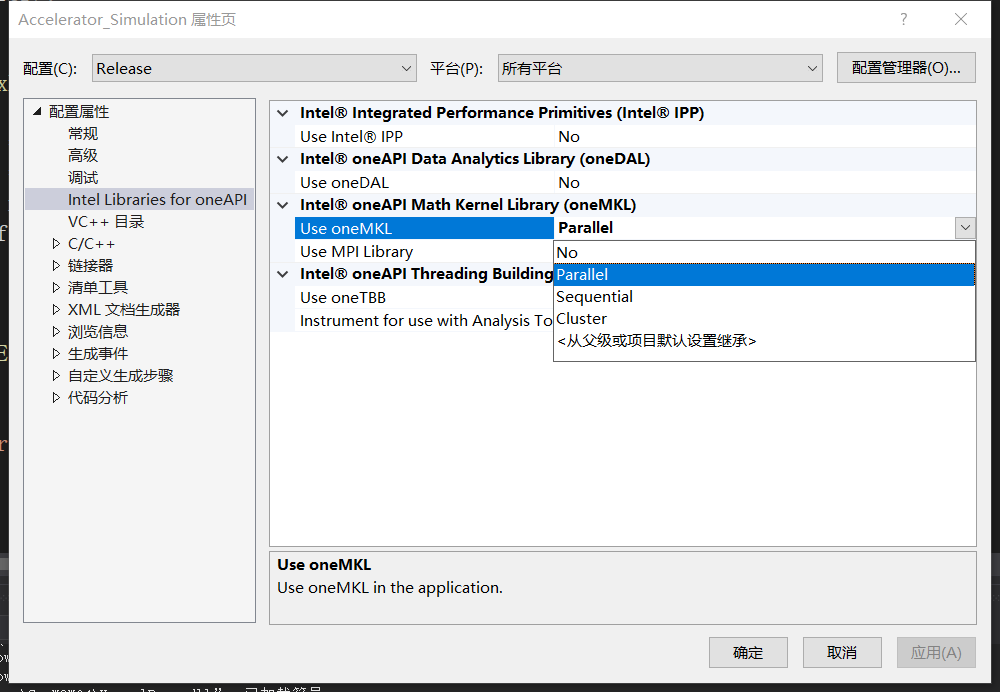 Accelerator_Simulation 属性页
配置(C): Release 平台(P): 所有平台 配置管理器(O)...
配置属性
常规
高级
调试
Intel Libraries for oneAPI
VC++ 目录
C/C++
链接器
清单工具
XML 文档生成器
浏览信息
生成事件
自定义生成步骤
代码分析
Intel® Integrated Performance Primitives (Intel® IPP)
Use Intel® IPP No
Intel® oneAPI Data Analytics Library (oneDAL)
Use oneDAL No
Intel® oneAPI Math Kernel Library (oneMKL)
Use oneMKL Parallel
Use MPI Library
Intel® oneAPI Threading Building
Use oneTBB
Instrument for use with Analysis To
No
Parallel
Sequential
Cluster
<从父级或项目默认设置继承>
Use oneMKL
Use oneMKL in the application.
确定 取消 应用(A)